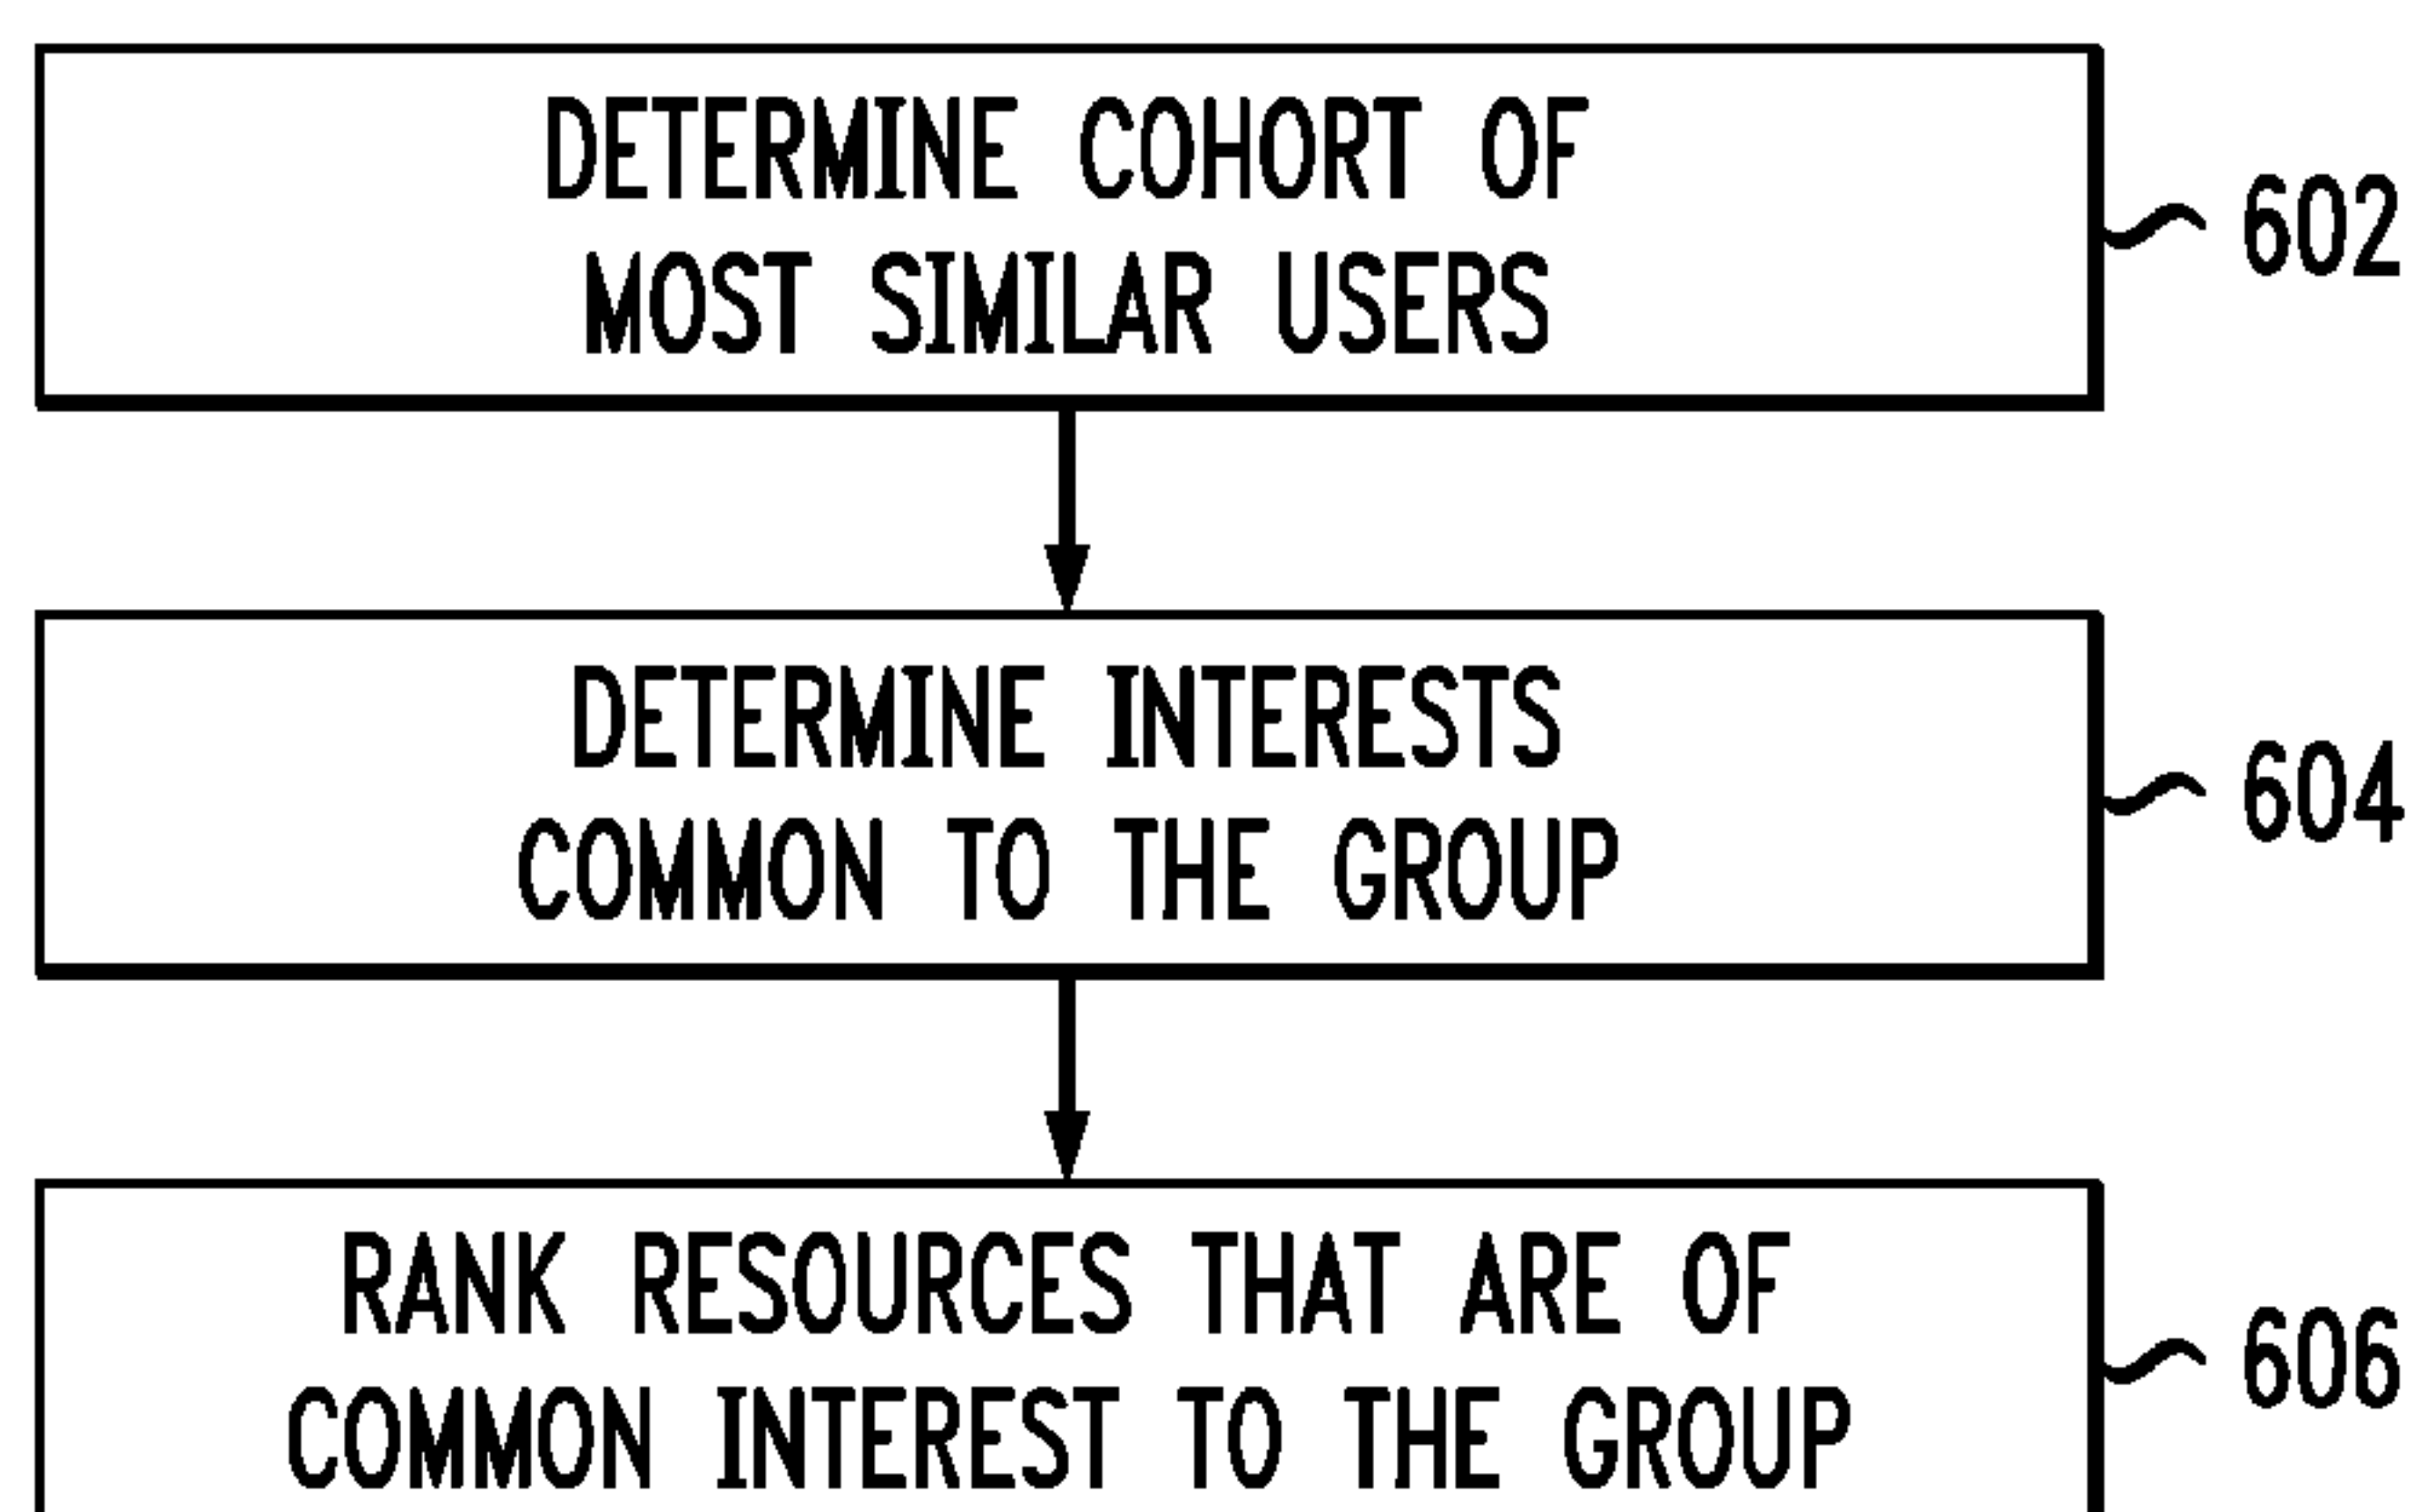 DETERMINE COHORT OF
MOST SIMILAR USERS
602
DETERMINE INTERESTS
COMMON TO THE GROUP
604
RANK RESOURCES THAT ARE OF
COMMON INTEREST TO THE GROUP
606